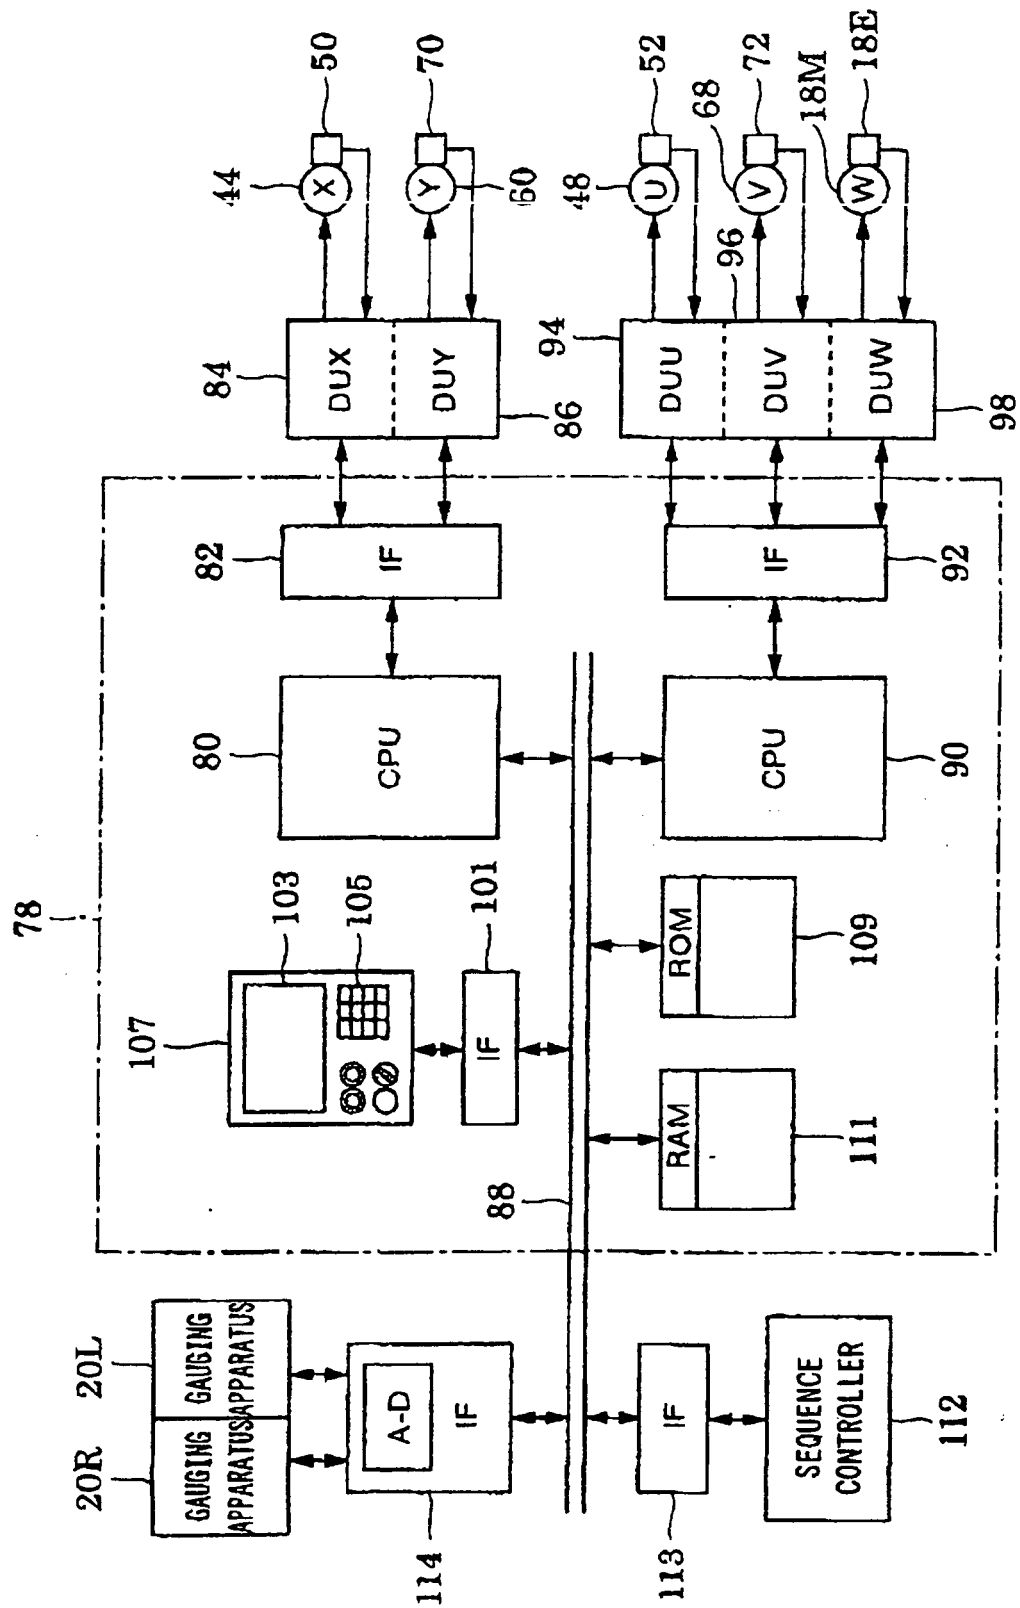 78
20R
20L
GAUGING
APPARATUS
GAUGING
APPARATUS
114
A-D
IF
88
107
103
105
101
IF
80
CPU
82
IF
84
DUX
DUY
86
44
X
50
Y
60
70
113
IF
SEQUENCE
CONTROLLER
112
RAM
111
ROM
109
CPU
90
IF
92
94
DUU
96
DUV
DUW
98
48
U
52
68
V
72
18M
W
18E